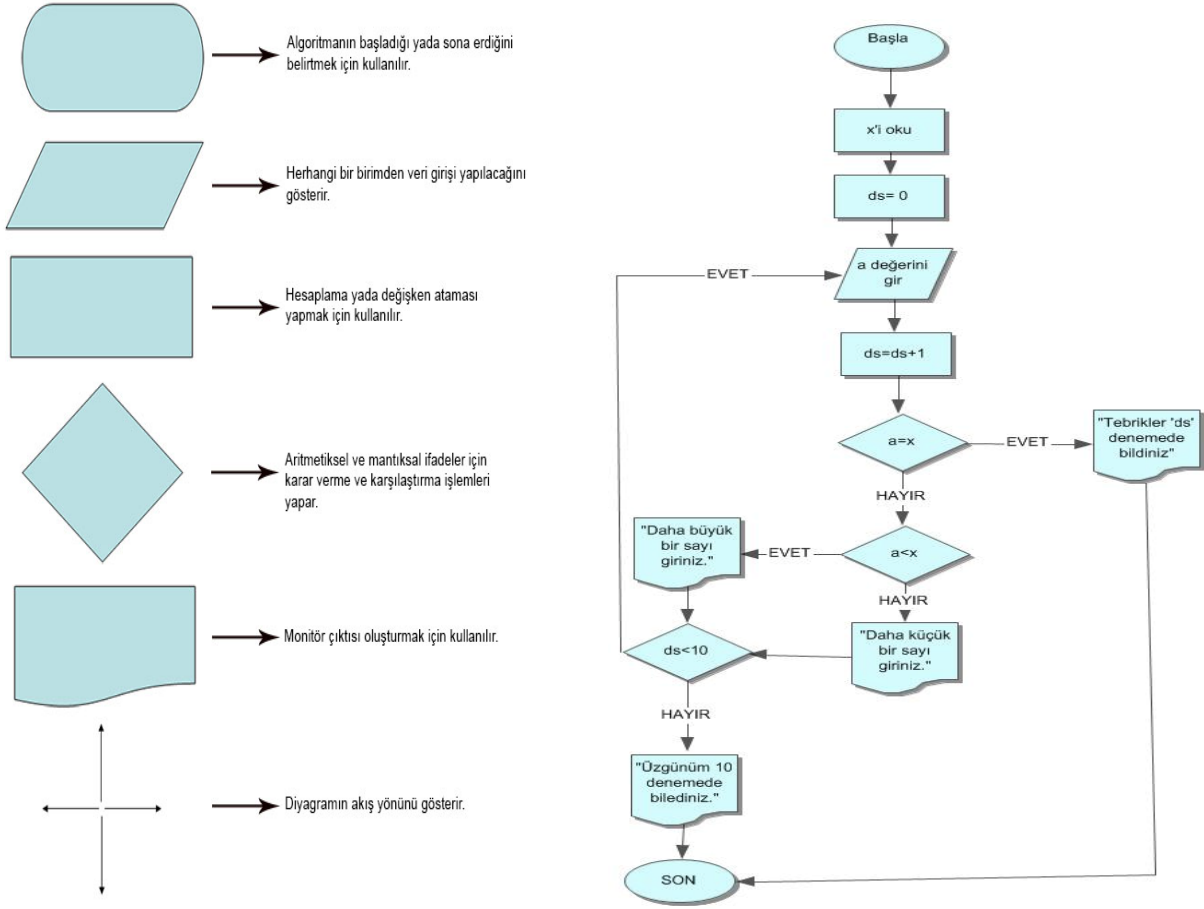 Algoritmanın başladığı yada sona erdiğini
belirtmek için kullanılır.
Herhangi bir birimden veri girişi yapılacağını
gösterir.
Hesaplama yada değişken ataması
yapmak için kullanılır.
Aritmetiksel ve mantıksal ifadeler için
karar verme ve karşılaştırma işlemleri
yapar.
Monitör çıktısı oluşturmak için kullanılır.
Diyagramın akış yönünü gösterir.
Başla
x'i oku
ds= 0
a değerini
gir
EVET
ds=ds+1
a=x
EVET
"Tebrikler 'ds'
denemede
bildiniz"
HAYIR
a<x
EVET
"Daha büyük
bir sayı
giriniz."
HAYIR
"Daha küçük
bir sayı
giriniz."
ds<10
HAYIR
"Üzgünüm 10
denemede
bilediniz."
SON